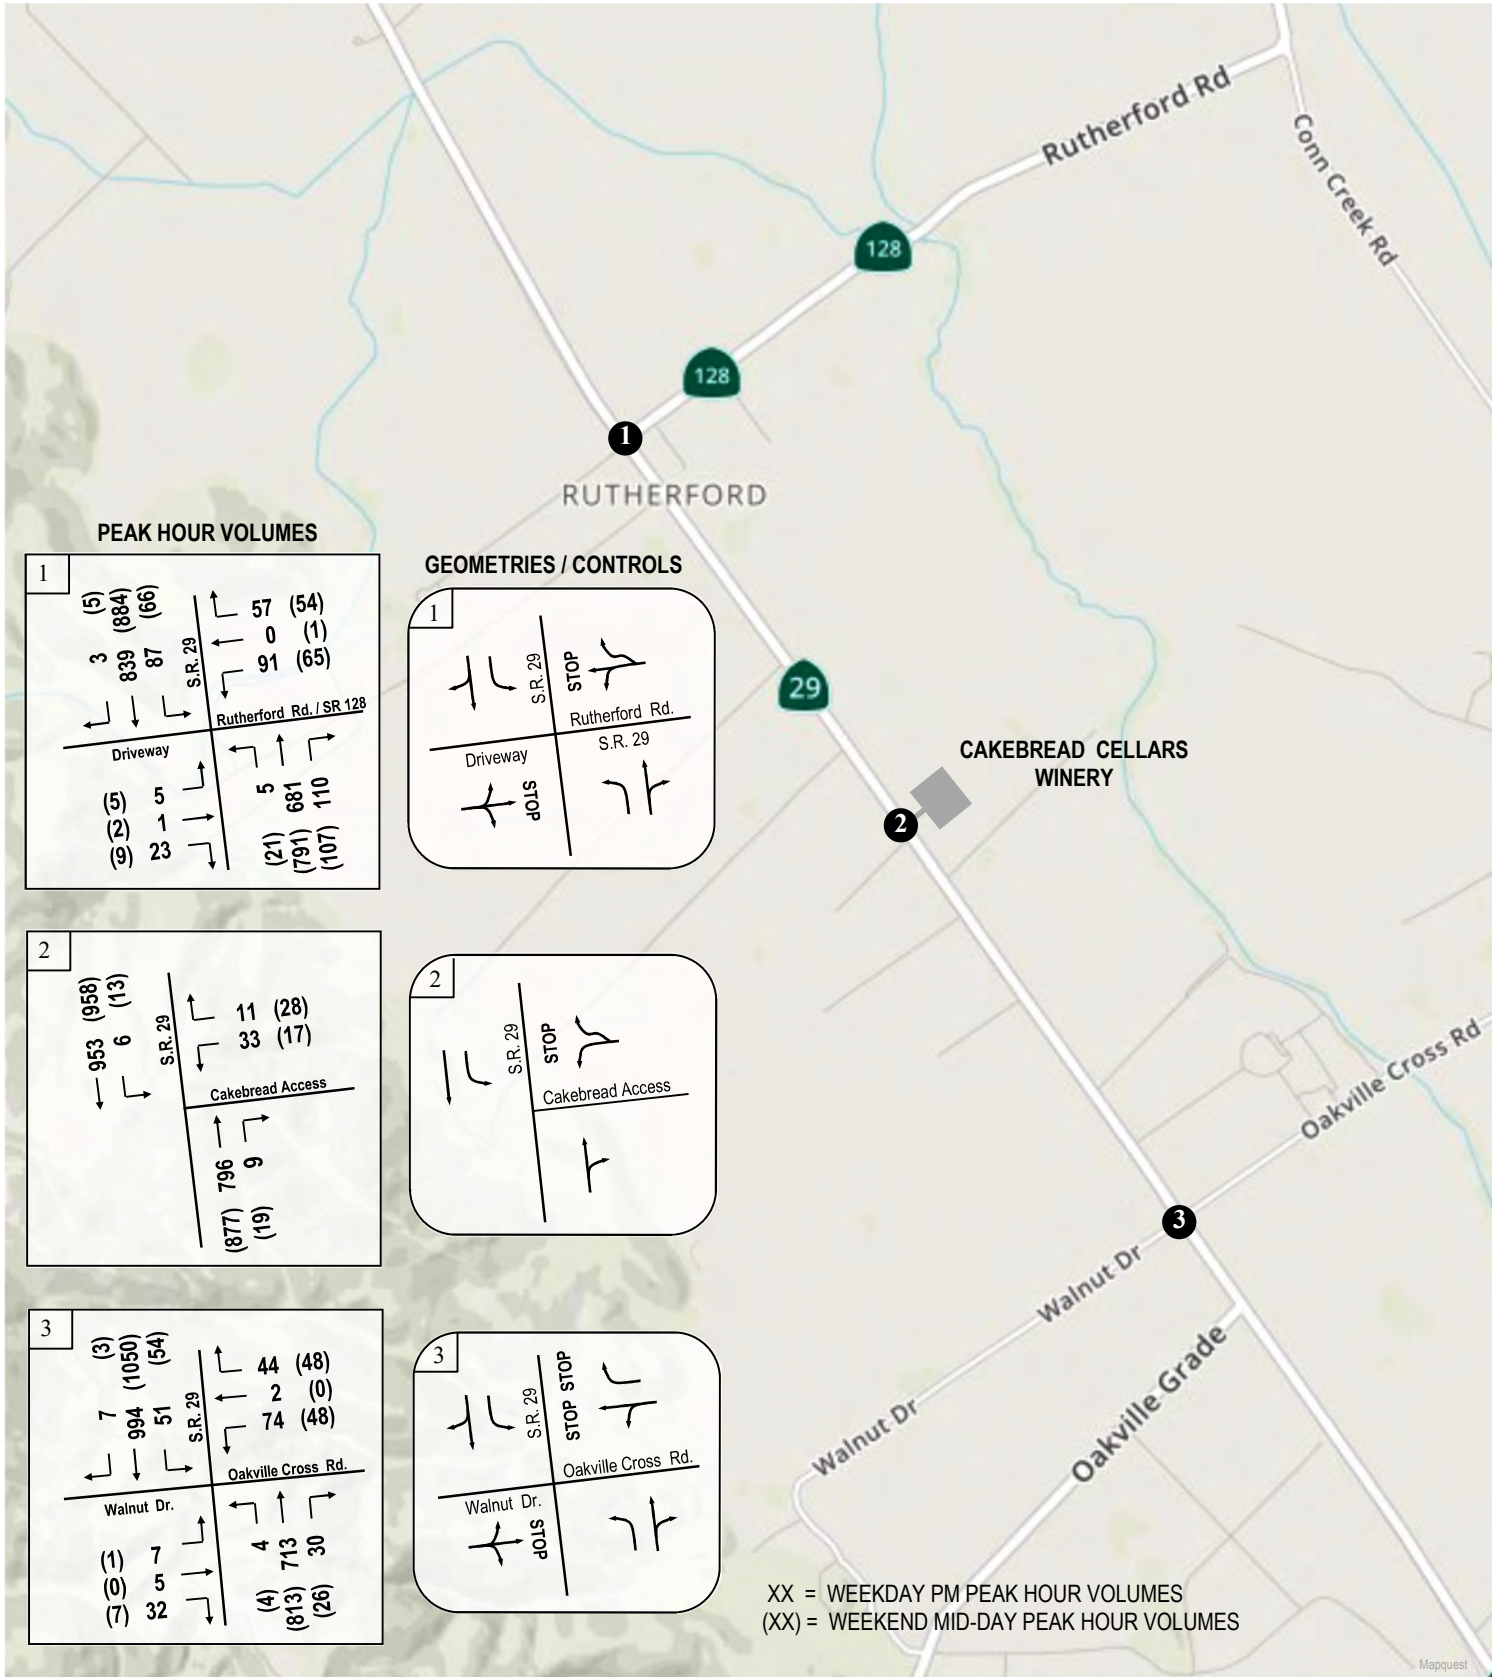 Rutherford Rd
Conn Creek Rd
128
128
1
RUTHERFORD
PEAK HOUR VOLUMES
1
(5) (884) (66)
3 839 87
S.R. 29
57 (54)
0 (1)
91 (65)
Rutherford Rd. / SR 128
Driveway
(5) 5
(2) 1
(9) 23
5 681 110
(21) (791) (107)
GEOMETRIES / CONTROLS
1
S.R. 29
STOP
Rutherford Rd.
Driveway
S.R. 29
STOP
29
CAKEBREAD CELLARS
WINERY
2
2
(958) (13)
953 6
S.R. 29
11 (28)
33 (17)
Cakebread Access
796 9
(877) (19)
2
S.R. 29
STOP
Cakebread Access
Oakville Cross Rd
3
Walnut Dr
Walnut Dr
Oakville Grade
3
(3) (1050) (54)
7 994 51
S.R. 29
44 (48)
2 (0)
74 (48)
Oakville Cross Rd.
Walnut Dr.
(1) 7
(0) 5
(7) 32
4 713 30
(4) (813) (26)
3
S.R. 29
STOP STOP
Oakville Cross Rd.
Walnut Dr.
STOP
XX = WEEKDAY PM PEAK HOUR VOLUMES
(XX) = WEEKEND MID-DAY PEAK HOUR VOLUMES
Mapquest